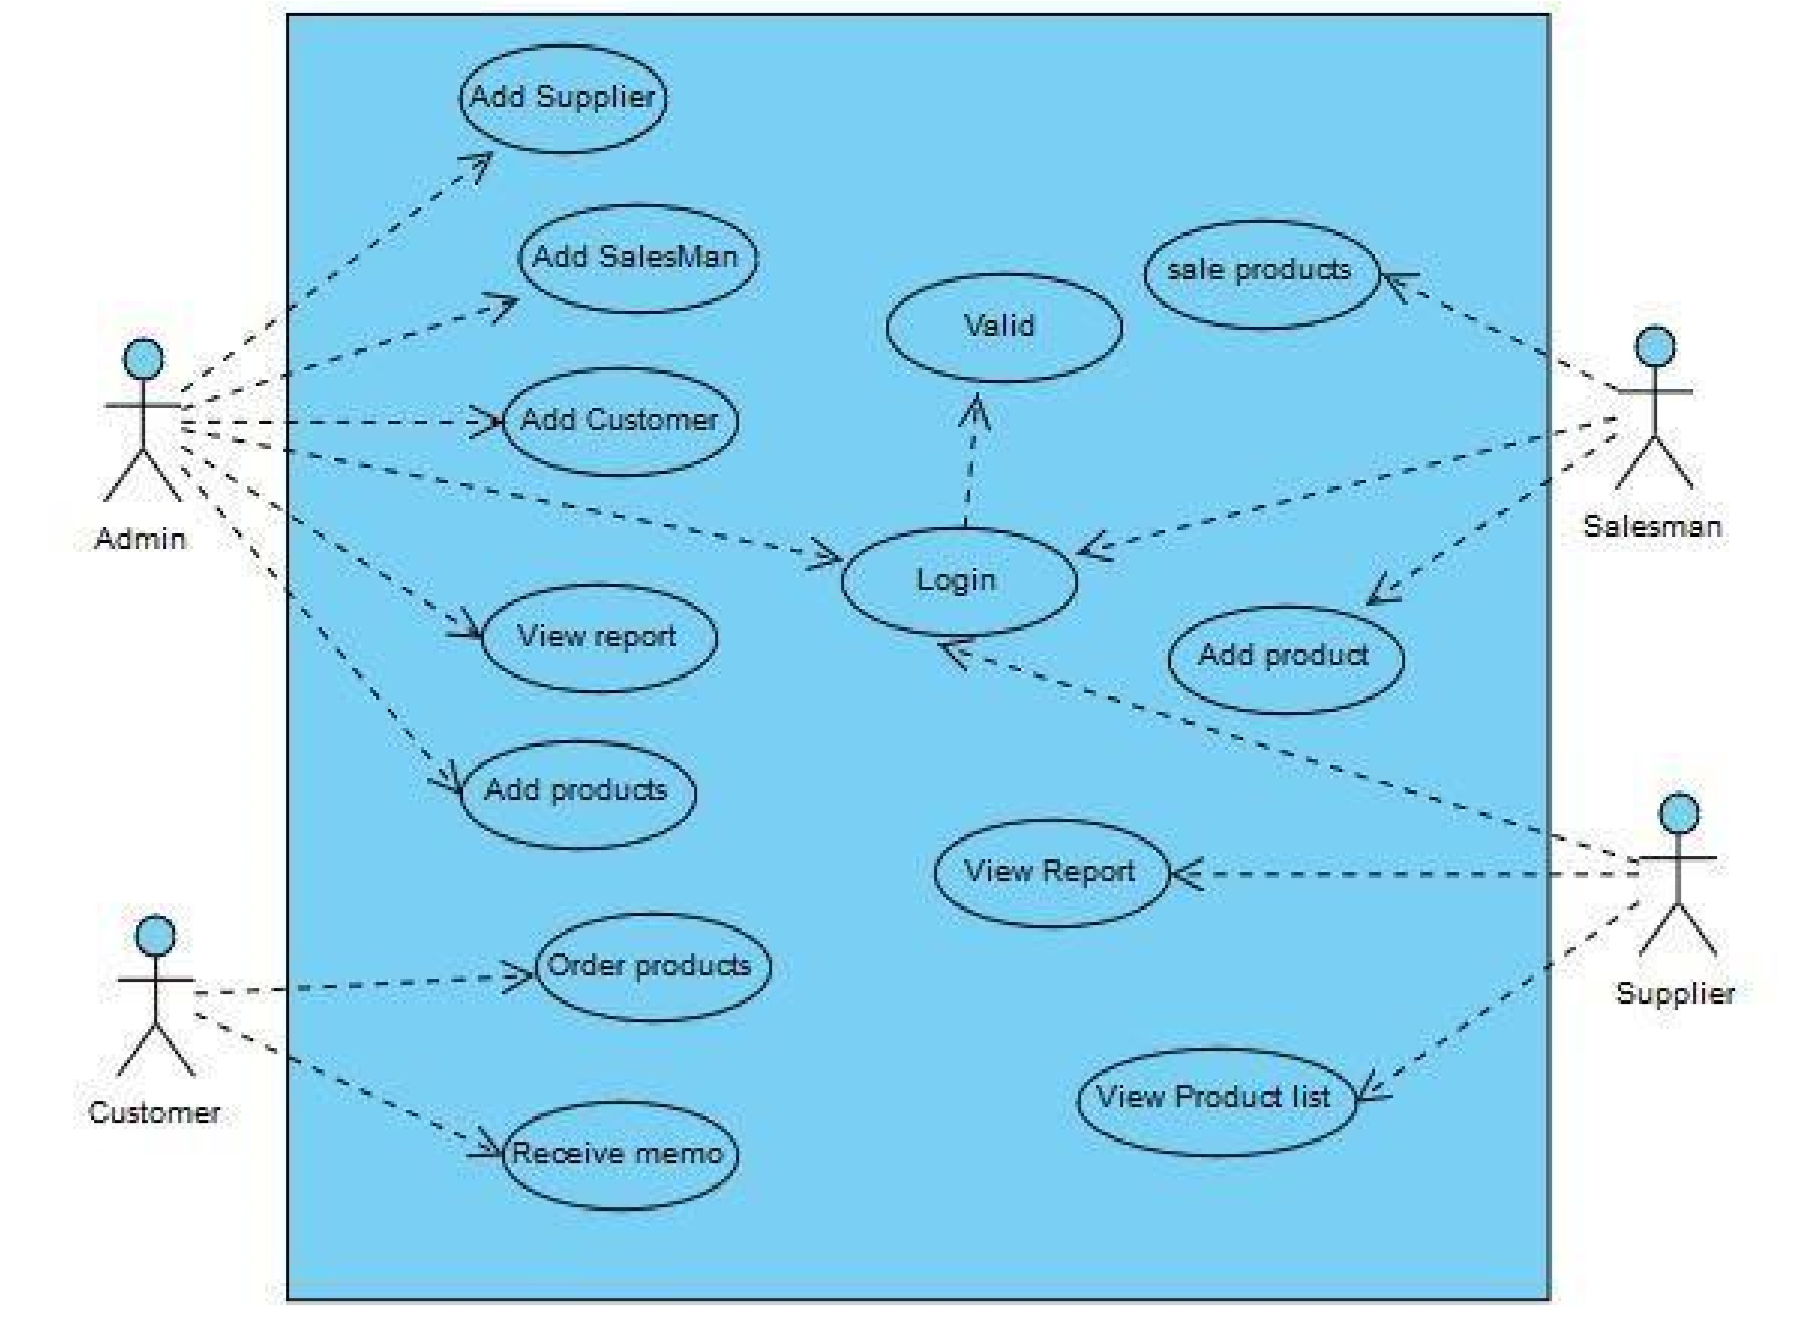 Add Supplier
Add SalesMan
sale products
Valid
Add Customer
Admin
Salesman
Login
View report
Add product
Add products
View Report
Order products
Supplier
View Product list
Customer
Receive memo